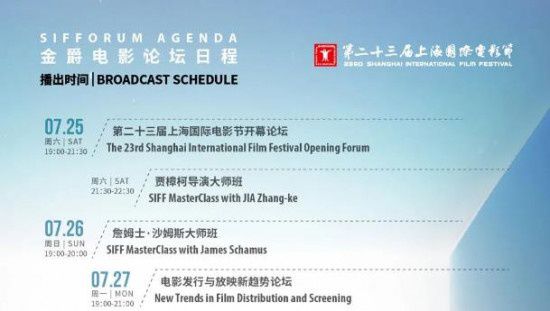 SIFFORUM AGENDA
金爵电影论坛日程
播出时间 | BROADCAST SCHEDULE
第二十三届上海国际电影节
23RD SHANGHAI INTERNATIONAL FILM FESTIVAL
07.25
周六 | SAT
19:00-21:30
第二十三届上海国际电影节开幕论坛
The 23rd Shanghai International Film Festival Opening Forum
周六 | SAT
21:30-22:30
贾樟柯导演大师班
SIFF MasterClass with JIA Zhang-ke
07.26
周日 | SUN
19:00-20:00
詹姆士·沙姆斯大师班
SIFF MasterClass with James Schamus
07.27
周一 | MON
19:00-21:00
电影发行与放映新趋势论坛
New Trends in Film Distribution and Screening